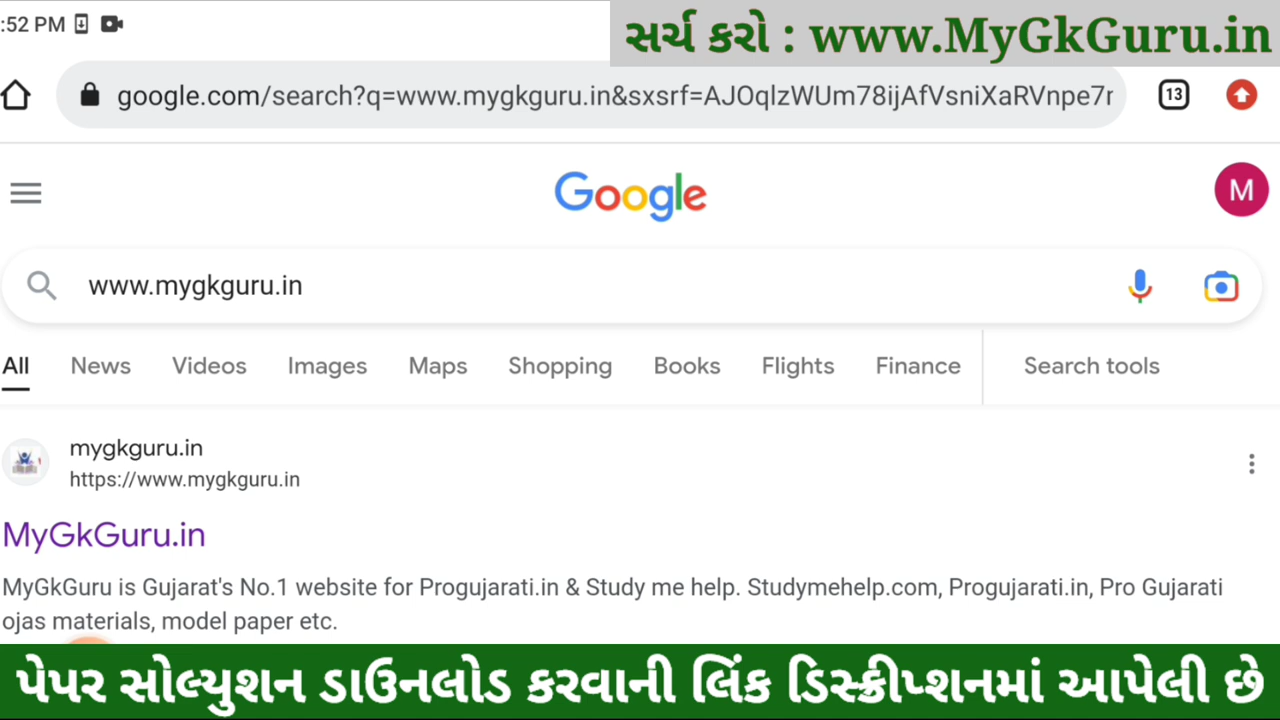 :52 PM
સર્ચ કરો : www.MyGkGuru.in
google.com/search?q=www.mygkguru.in&sxsrf=AJOqlzWUm78ijAfVsniXaRVnpe7r
13
Google
M
www.mygkguru.in
All News Videos Images Maps Shopping Books Flights Finance Search tools
mygkguru.in
https://www.mygkguru.in
MyGkGuru.in
MyGkGuru is Gujarat's No.1 website for Progujarati.in & Study me help. Studymehelp.com, Progujarati.in, Pro Gujarati
ojas materials, model paper etc.
પેપર સોલ્યુશન ડાઉનલોડ કરવાની લિંક ડિસ્ક્રીપ્શનમાં આપેલી છે